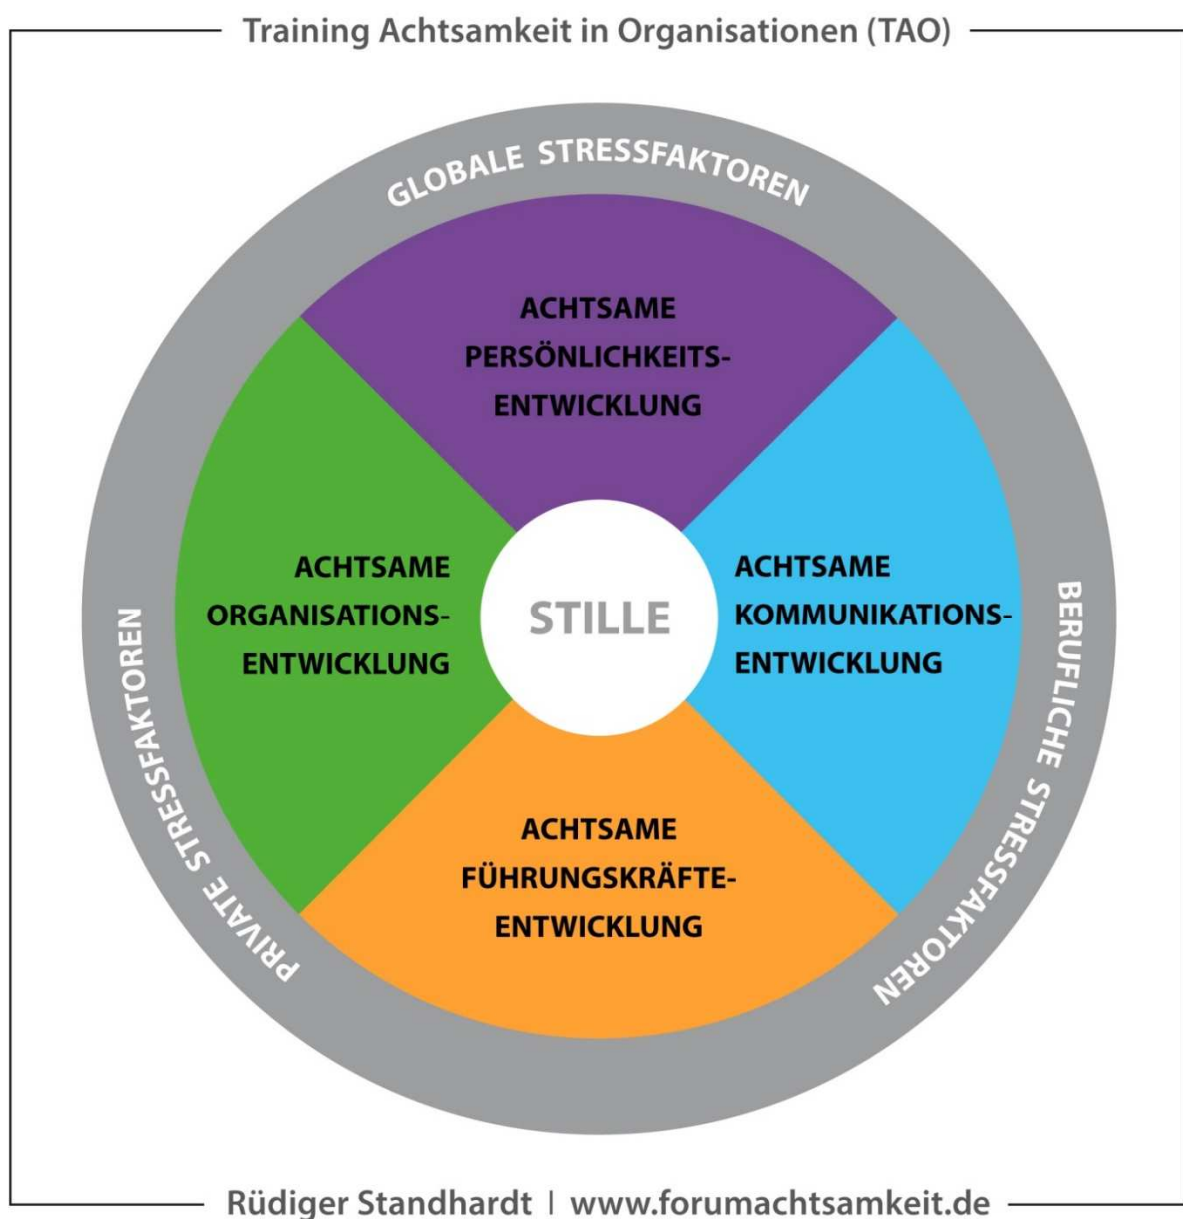 Training Achtsamkeit in Organisationen (TAO)
GLOBALE STRESSFAKTOREN
ACHTSAME
PERSÖNLICHKEITS-
ENTWICKLUNG
ACHTSAME
ORGANISATIONS-
ENTWICKLUNG
STILLE
ACHTSAME
KOMMUNIKATIONS-
ENTWICKLUNG
ACHTSAME
FÜHRUNGSKRÄFTE-
ENTWICKLUNG
PRIVATE STRESSFAKTOREN
BERUFLICHE STRESSFAKTOREN
Rüdiger Standhardt | www.forumachtsamkeit.de